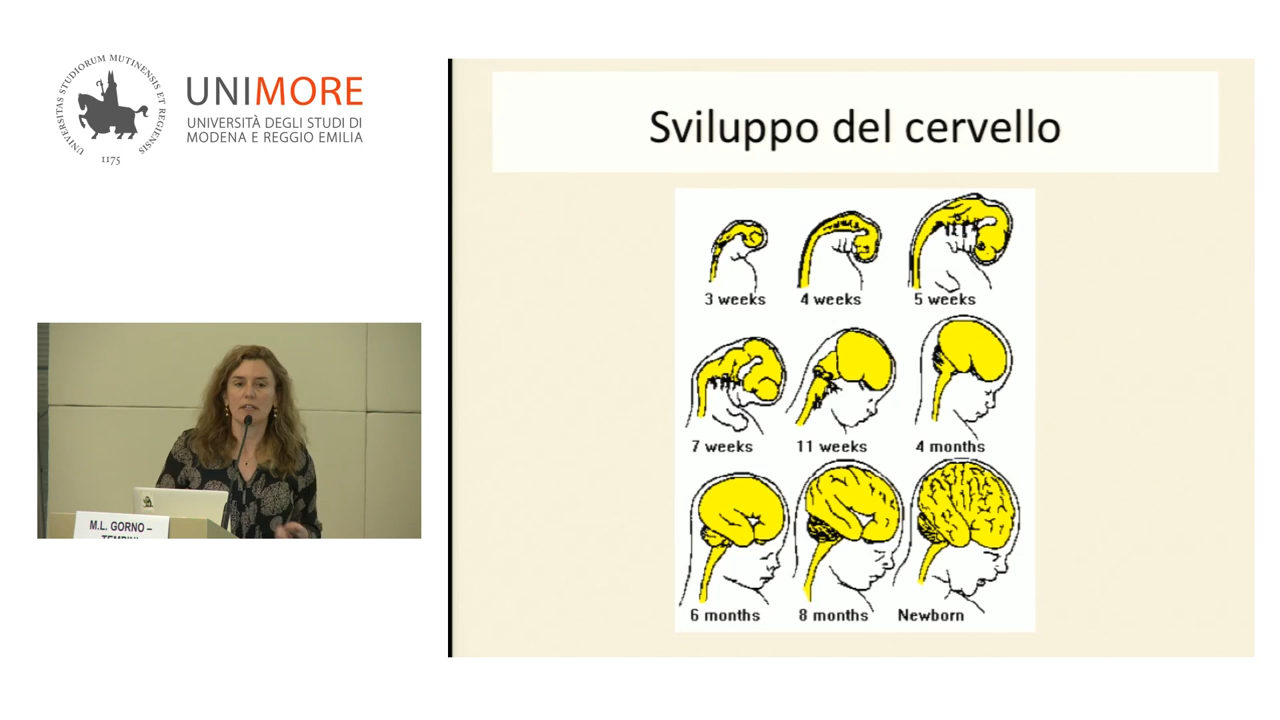 UNIVERSITAS STUDIORUM MUTINENSIS ET REGIENSIS
1175
UNIMORE
UNIVERSITÀ DEGLI STUDI DI
MODENA E REGGIO EMILIA
M.L. GORNO –
Sviluppo del cervello
3 weeks 4 weeks 5 weeks
7 weeks 11 weeks 4 months
6 months 8 months Newborn